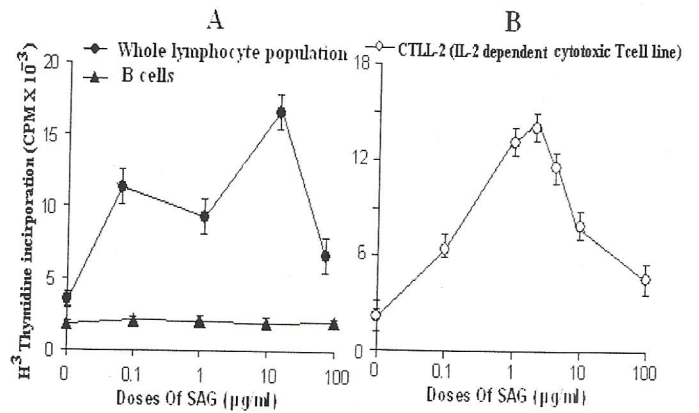 A
B
Whole lymphocyte population
B cells
CTLL-2 (IL-2 dependent cytotoxic Tcell line)
H³ Thymidine incirporation (CPM X 10⁻³)
20
15
10
5
0
0 0.1 1 10 100
Doses Of SAG (µg/ml)
18
12
6
0
0 0.1 1 10 100
Doses Of SAG (µg/ml)